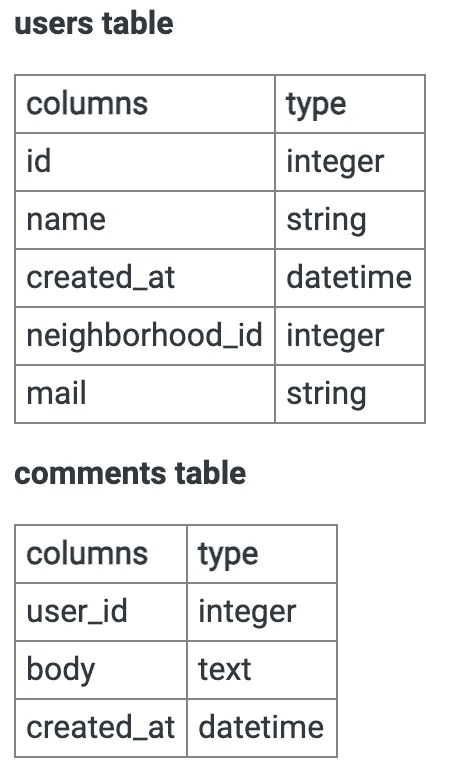 users table
columns type
id integer
name string
created_at datetime
neighborhood_id integer
mail string
comments table
columns type
user_id integer
body text
created_at datetime